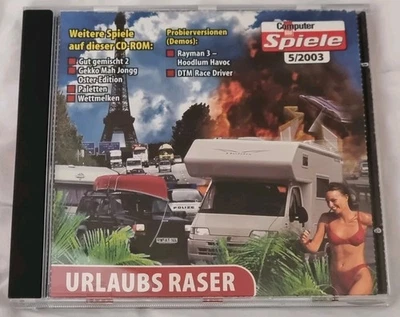 Weitere Spiele
auf dieser CD-ROM:
Gut gemischt 2
Gekko Mah Jongg
Oster Edition
Paletten
Wettmelken
Probierversionen
(Demos):
Rayman 3 –
Hoodlum Havoc
DTM Race Driver
Computer
Spiele
5/2003
POLIZEI
URLAUBS RASER